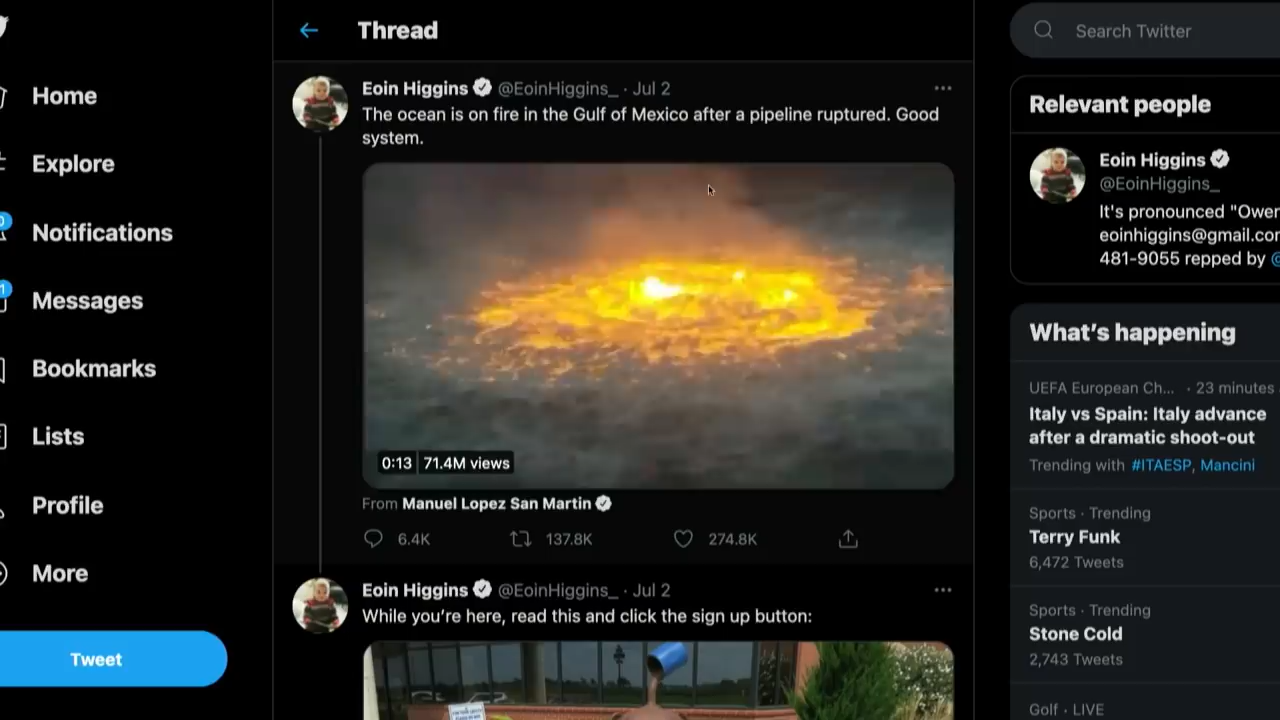 Home
Explore
Notifications
Messages
Bookmarks
Lists
Profile
More
Tweet
Thread
Eoin Higgins @EoinHiggins_ · Jul 2
The ocean is on fire in the Gulf of Mexico after a pipeline ruptured. Good
system.
0:13 71.4M views
From Manuel Lopez San Martin
6.4K 137.8K 274.8K
Eoin Higgins @EoinHiggins_ · Jul 2
While you’re here, read this and click the sign up button:
Search Twitter
Relevant people
Eoin Higgins
@EoinHiggins_
It's pronounced "Ower
eoinhiggins@gmail.cor
481-9055 repped by @
What’s happening
UEFA European Ch... · 23 minutes
Italy vs Spain: Italy advance
after a dramatic shoot-out
Trending with #ITAESP, Mancini
Sports · Trending
Terry Funk
6,472 Tweets
Sports · Trending
Stone Cold
2,743 Tweets
Golf · LIVE